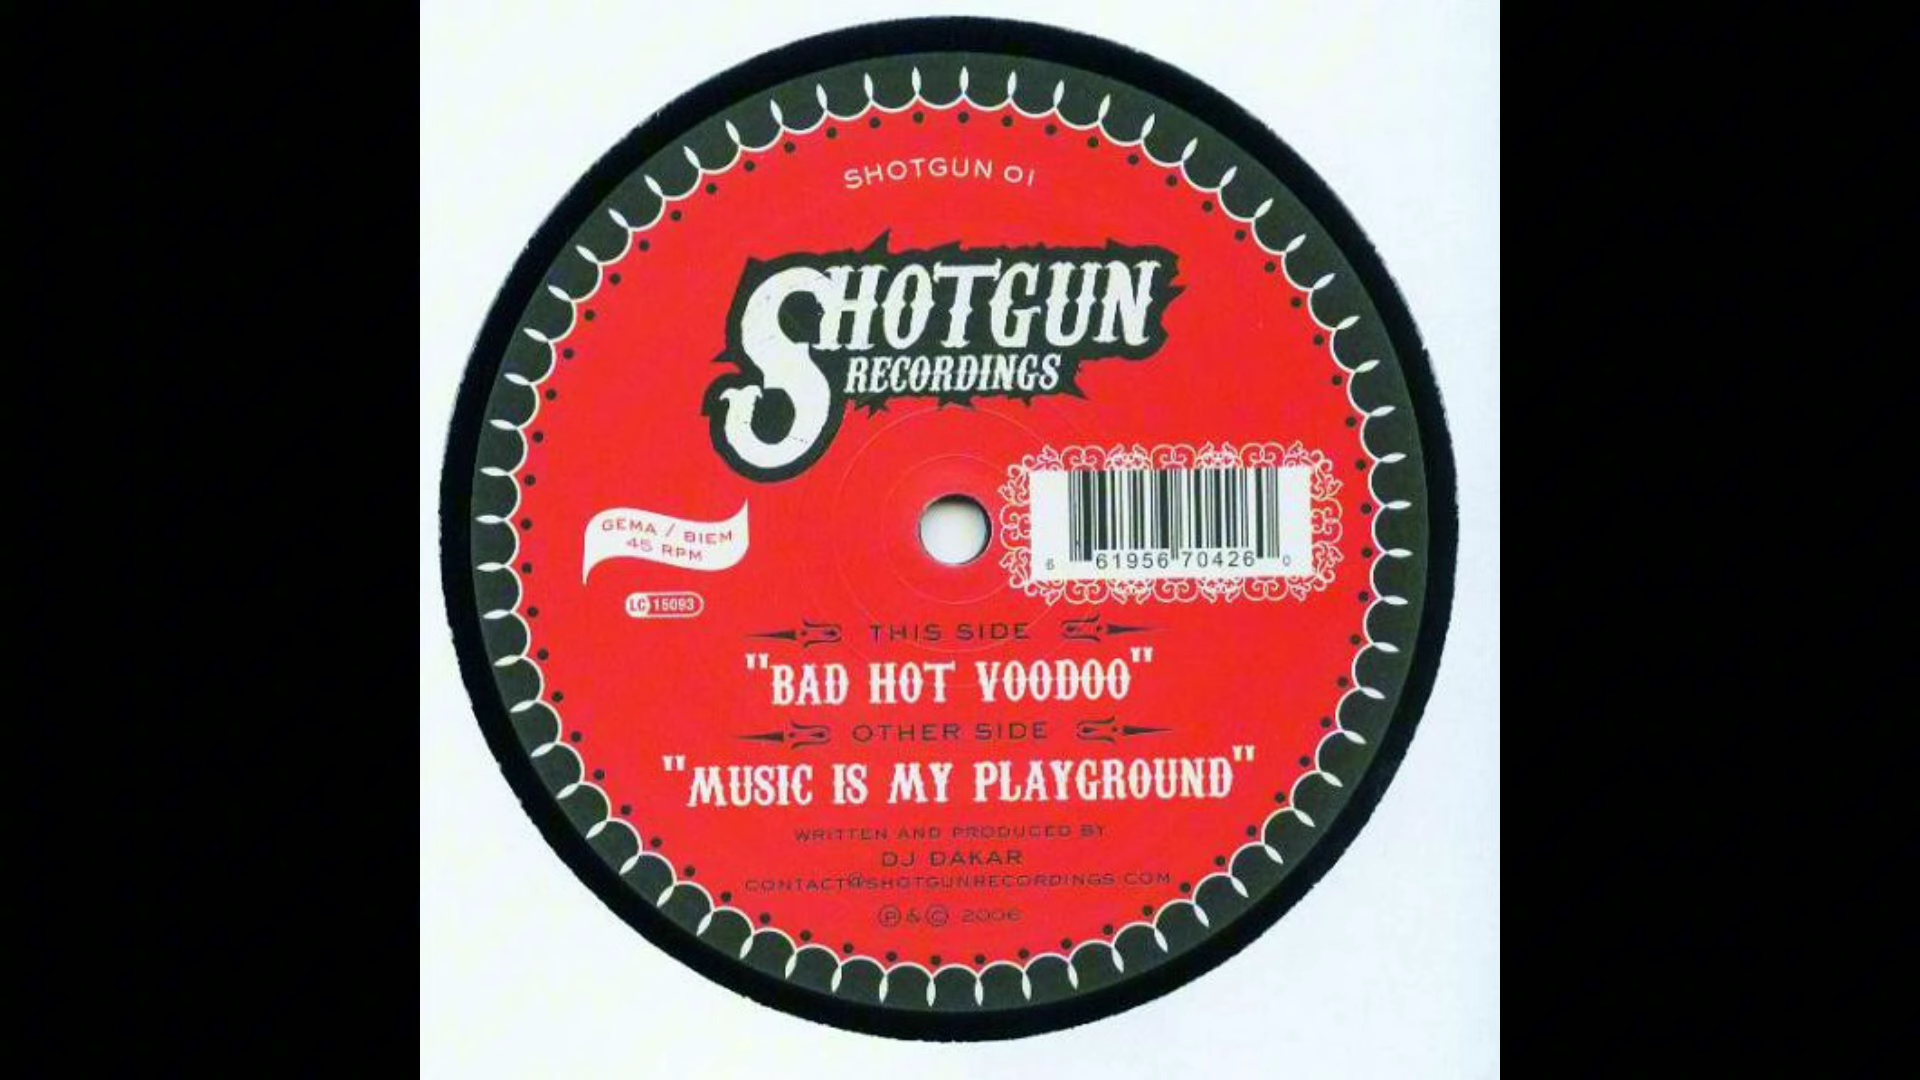 SHOTGUN 01
SHOTGUN
RECORDINGS
GEMA / BIEM
45 RPM
LC 15093
6 61956 70426 0
THIS SIDE
"BAD HOT VOODOO"
OTHER SIDE
"MUSIC IS MY PLAYGROUND"
WRITTEN AND PRODUCED BY
DJ DAKAR
CONTACT@SHOTGUNRECORDINGS.COM
Ⓟ & © 2006